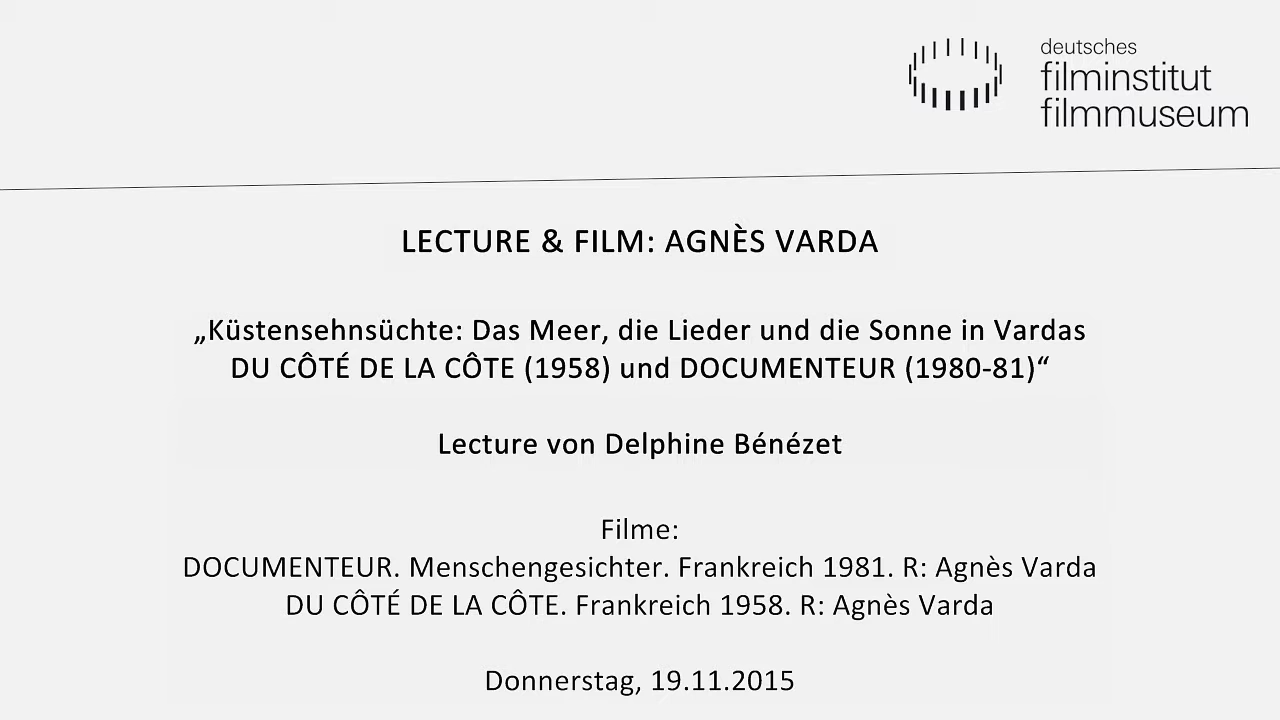 deutsches
filminstitut
filmmuseum
LECTURE & FILM: AGNÈS VARDA
„Küstensehnsüchte: Das Meer, die Lieder und die Sonne in Vardas
DU CÔTÉ DE LA CÔTE (1958) und DOCUMENTEUR (1980-81)“
Lecture von Delphine Bénézet
Filme:
DOCUMENTEUR. Menschengesichter. Frankreich 1981. R: Agnès Varda
DU CÔTÉ DE LA CÔTE. Frankreich 1958. R: Agnès Varda
Donnerstag, 19.11.2015